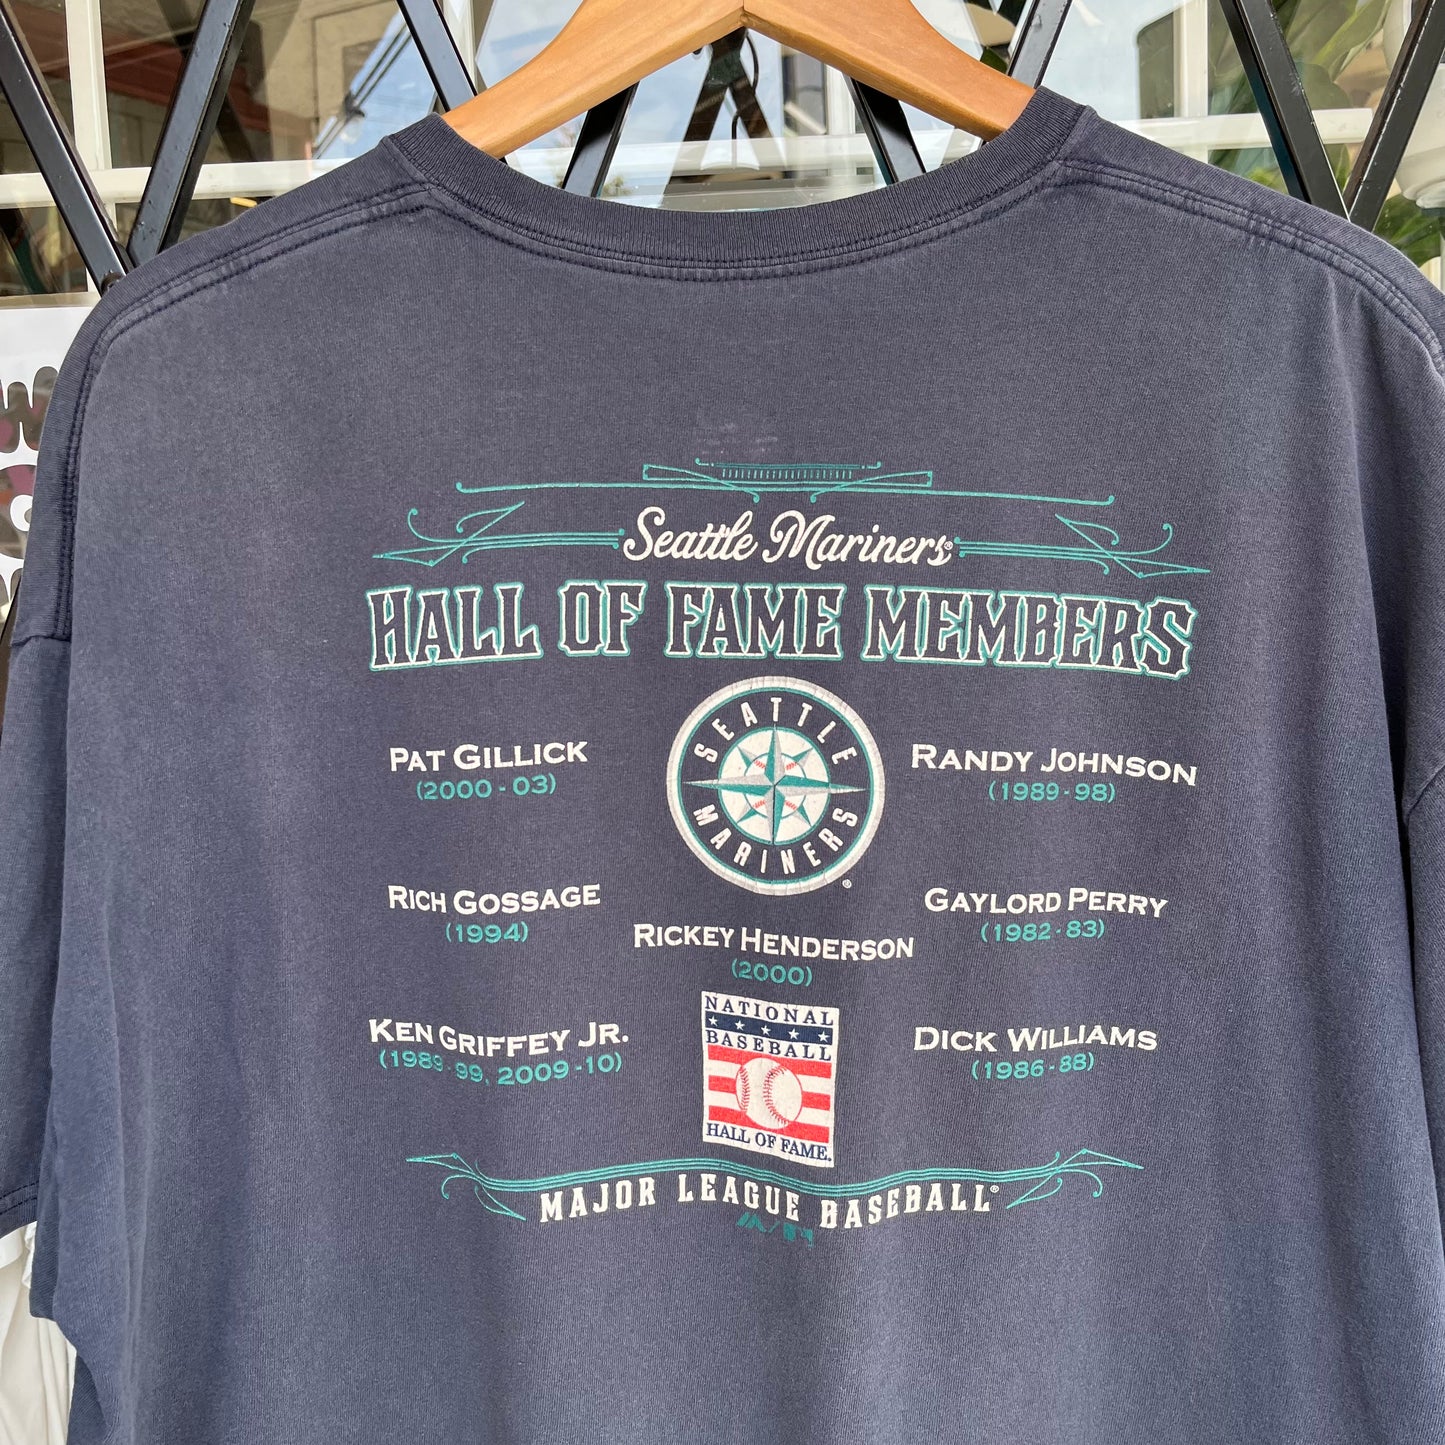 Seattle Mariners®
HALL OF FAME MEMBERS
SEATTLE
MARINERS
®
PAT GILLICK
(2000 - 03)
RANDY JOHNSON
(1989 - 98)
RICH GOSSAGE
(1994)
GAYLORD PERRY
(1982 - 83)
RICKEY HENDERSON
(2000)
KEN GRIFFEY JR.
(1989 - 99, 2009 - 10)
DICK WILLIAMS
(1986 - 88)
NATIONAL
BASEBALL
HALL OF FAME®
MAJOR LEAGUE BASEBALL®